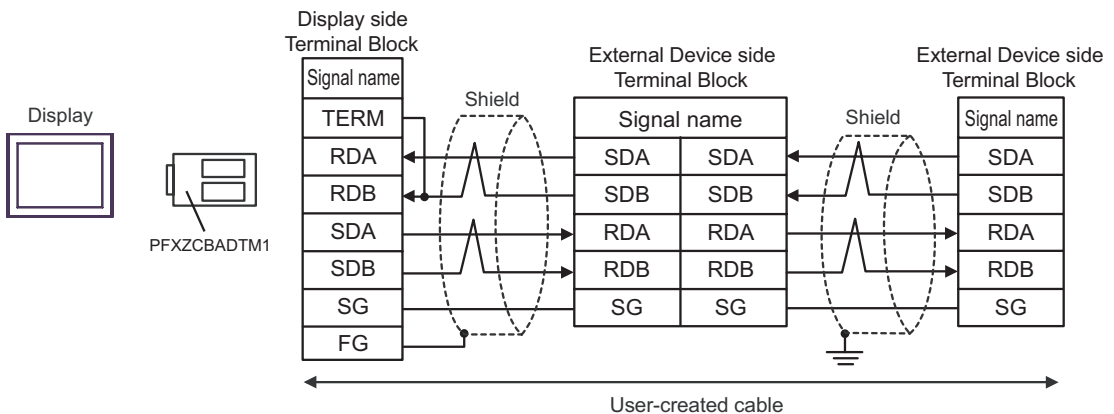 Display
PFXZCBADTM1
Display side
Terminal Block
Signal name
TERM
RDA
RDB
SDA
SDB
SG
FG
Shield
External Device side
Terminal Block
Signal name
SDA SDA
SDB SDB
RDA RDA
RDB RDB
SG SG
Shield
External Device side
Terminal Block
Signal name
SDA
SDB
RDA
RDB
SG
User-created cable